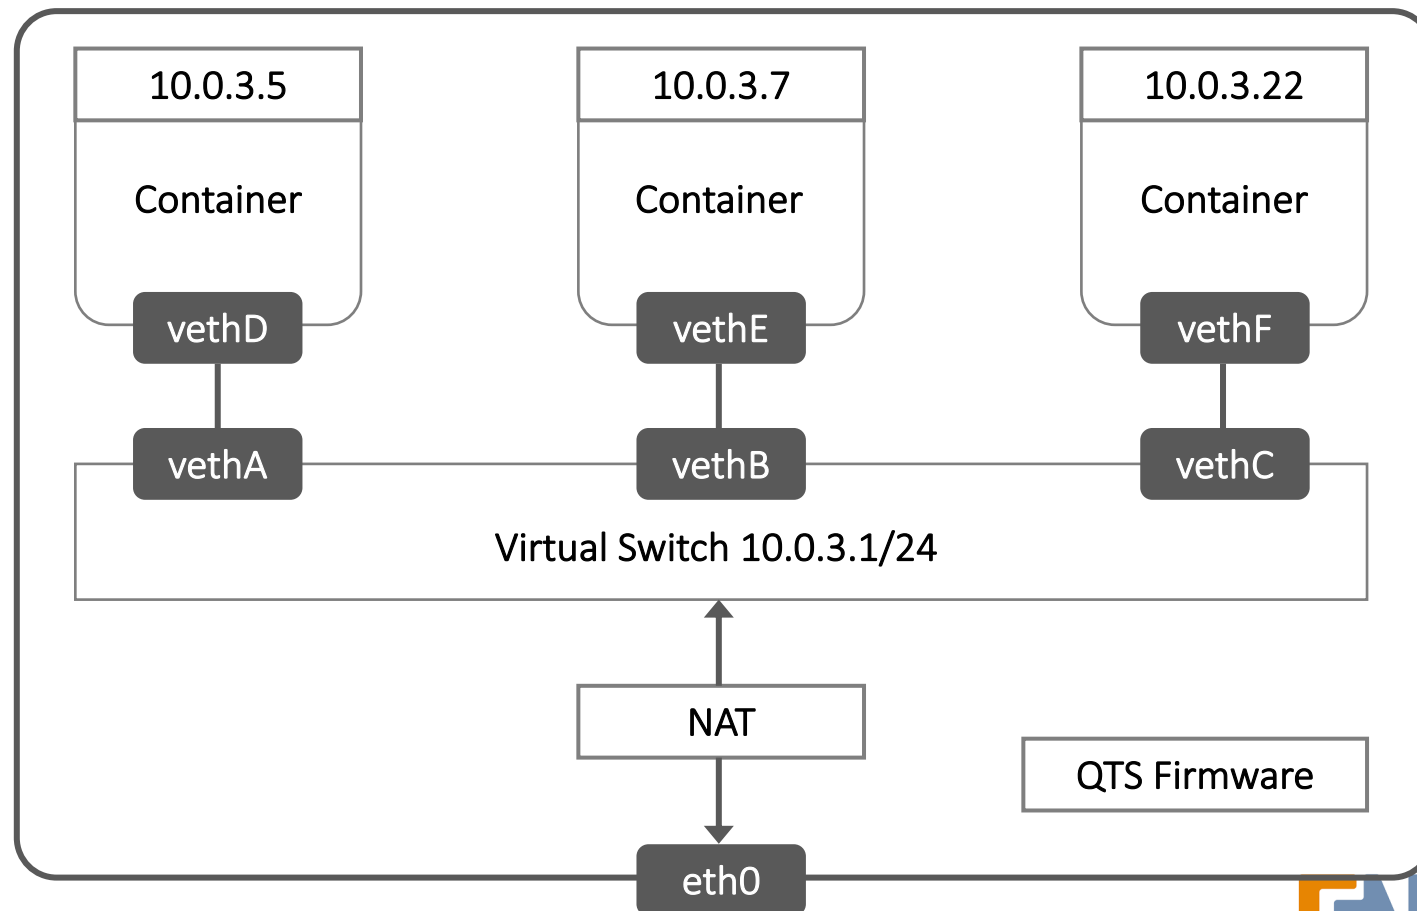 10.0.3.5
10.0.3.7
10.0.3.22
Container
Container
Container
vethD
vethE
vethF
vethA
vethB
vethC
Virtual Switch 10.0.3.1/24
NAT
QTS Firmware
eth0